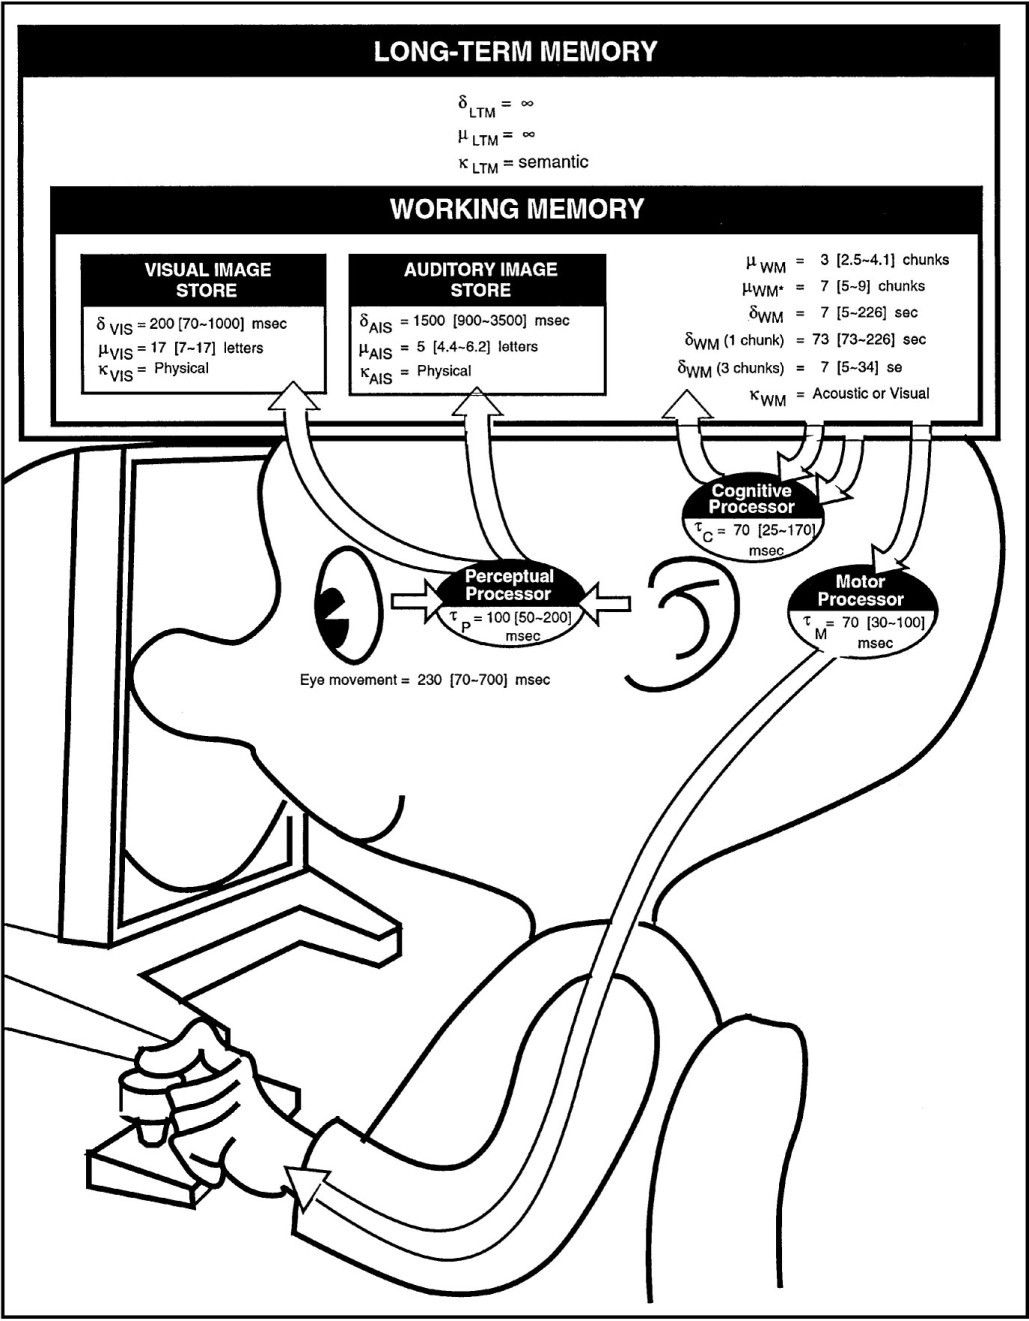 LONG-TERM MEMORY
δ LTM = ∞
μ LTM = ∞
κ LTM = semantic
WORKING MEMORY
VISUAL IMAGE
STORE
δ VIS = 200 [70~1000] msec
μ VIS = 17 [7~17] letters
κ VIS = Physical
AUDITORY IMAGE
STORE
δ AIS = 1500 [900~3500] msec
μ AIS = 5 [4.4~6.2] letters
κ AIS = Physical
μ WM = 3 [2.5~4.1] chunks
μ WM* = 7 [5~9] chunks
δ WM = 7 [5~226] sec
δ WM (1 chunk) = 73 [73~226] sec
δ WM (3 chunks) = 7 [5~34] se
κ WM = Acoustic or Visual
Cognitive
Processor
τ C = 70 [25~170]
msec
Perceptual
Processor
τ P = 100 [50~200]
msec
Motor
Processor
τ M = 70 [30~100]
msec
Eye movement = 230 [70~700] msec